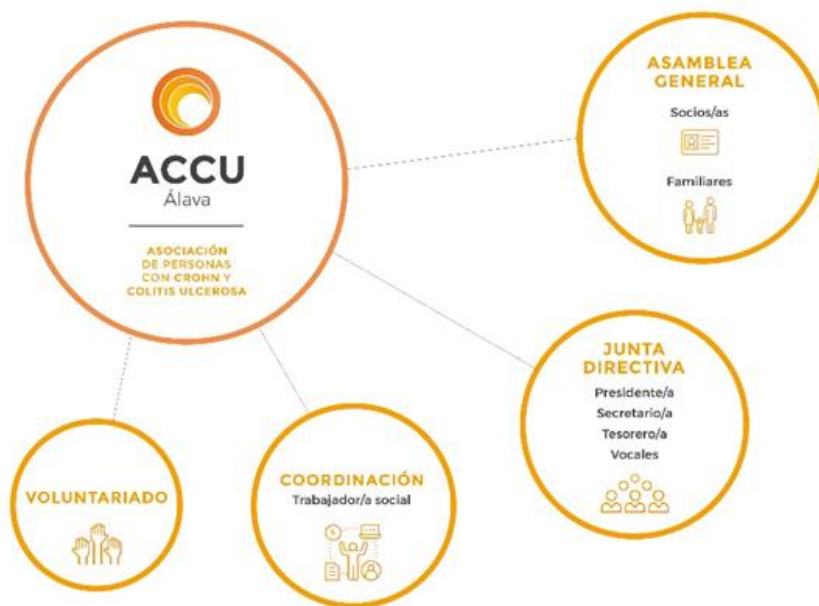 ACCU
Álava
ASOCIACIÓN
DE PERSONAS
CON CROHN Y
COLITIS ULCEROSA
ASAMBLEA
GENERAL
Socios/as
Familiares
JUNTA
DIRECTIVA
Presidente/a
Secretario/a
Tesorero/a
Vocales
COORDINACIÓN
Trabajador/a social
VOLUNTARIADO